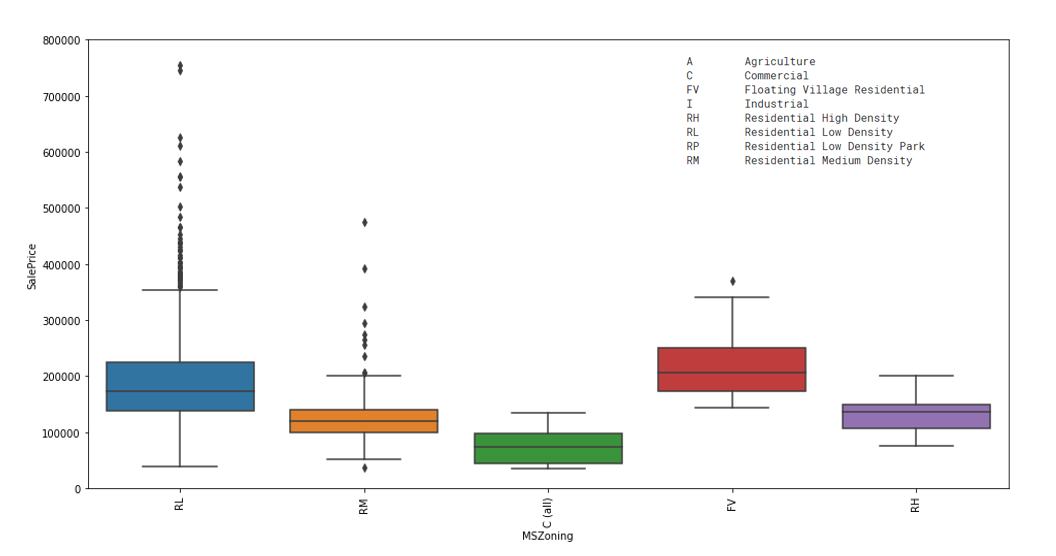 800000
700000
600000
500000
400000
300000
200000
100000
0
SalePrice
A Agriculture
C Commercial
FV Floating Village Residential
I Industrial
RH Residential High Density
RL Residential Low Density
RP Residential Low Density Park
RM Residential Medium Density
RL
RM
C (all)
FV
RH
MSZoning